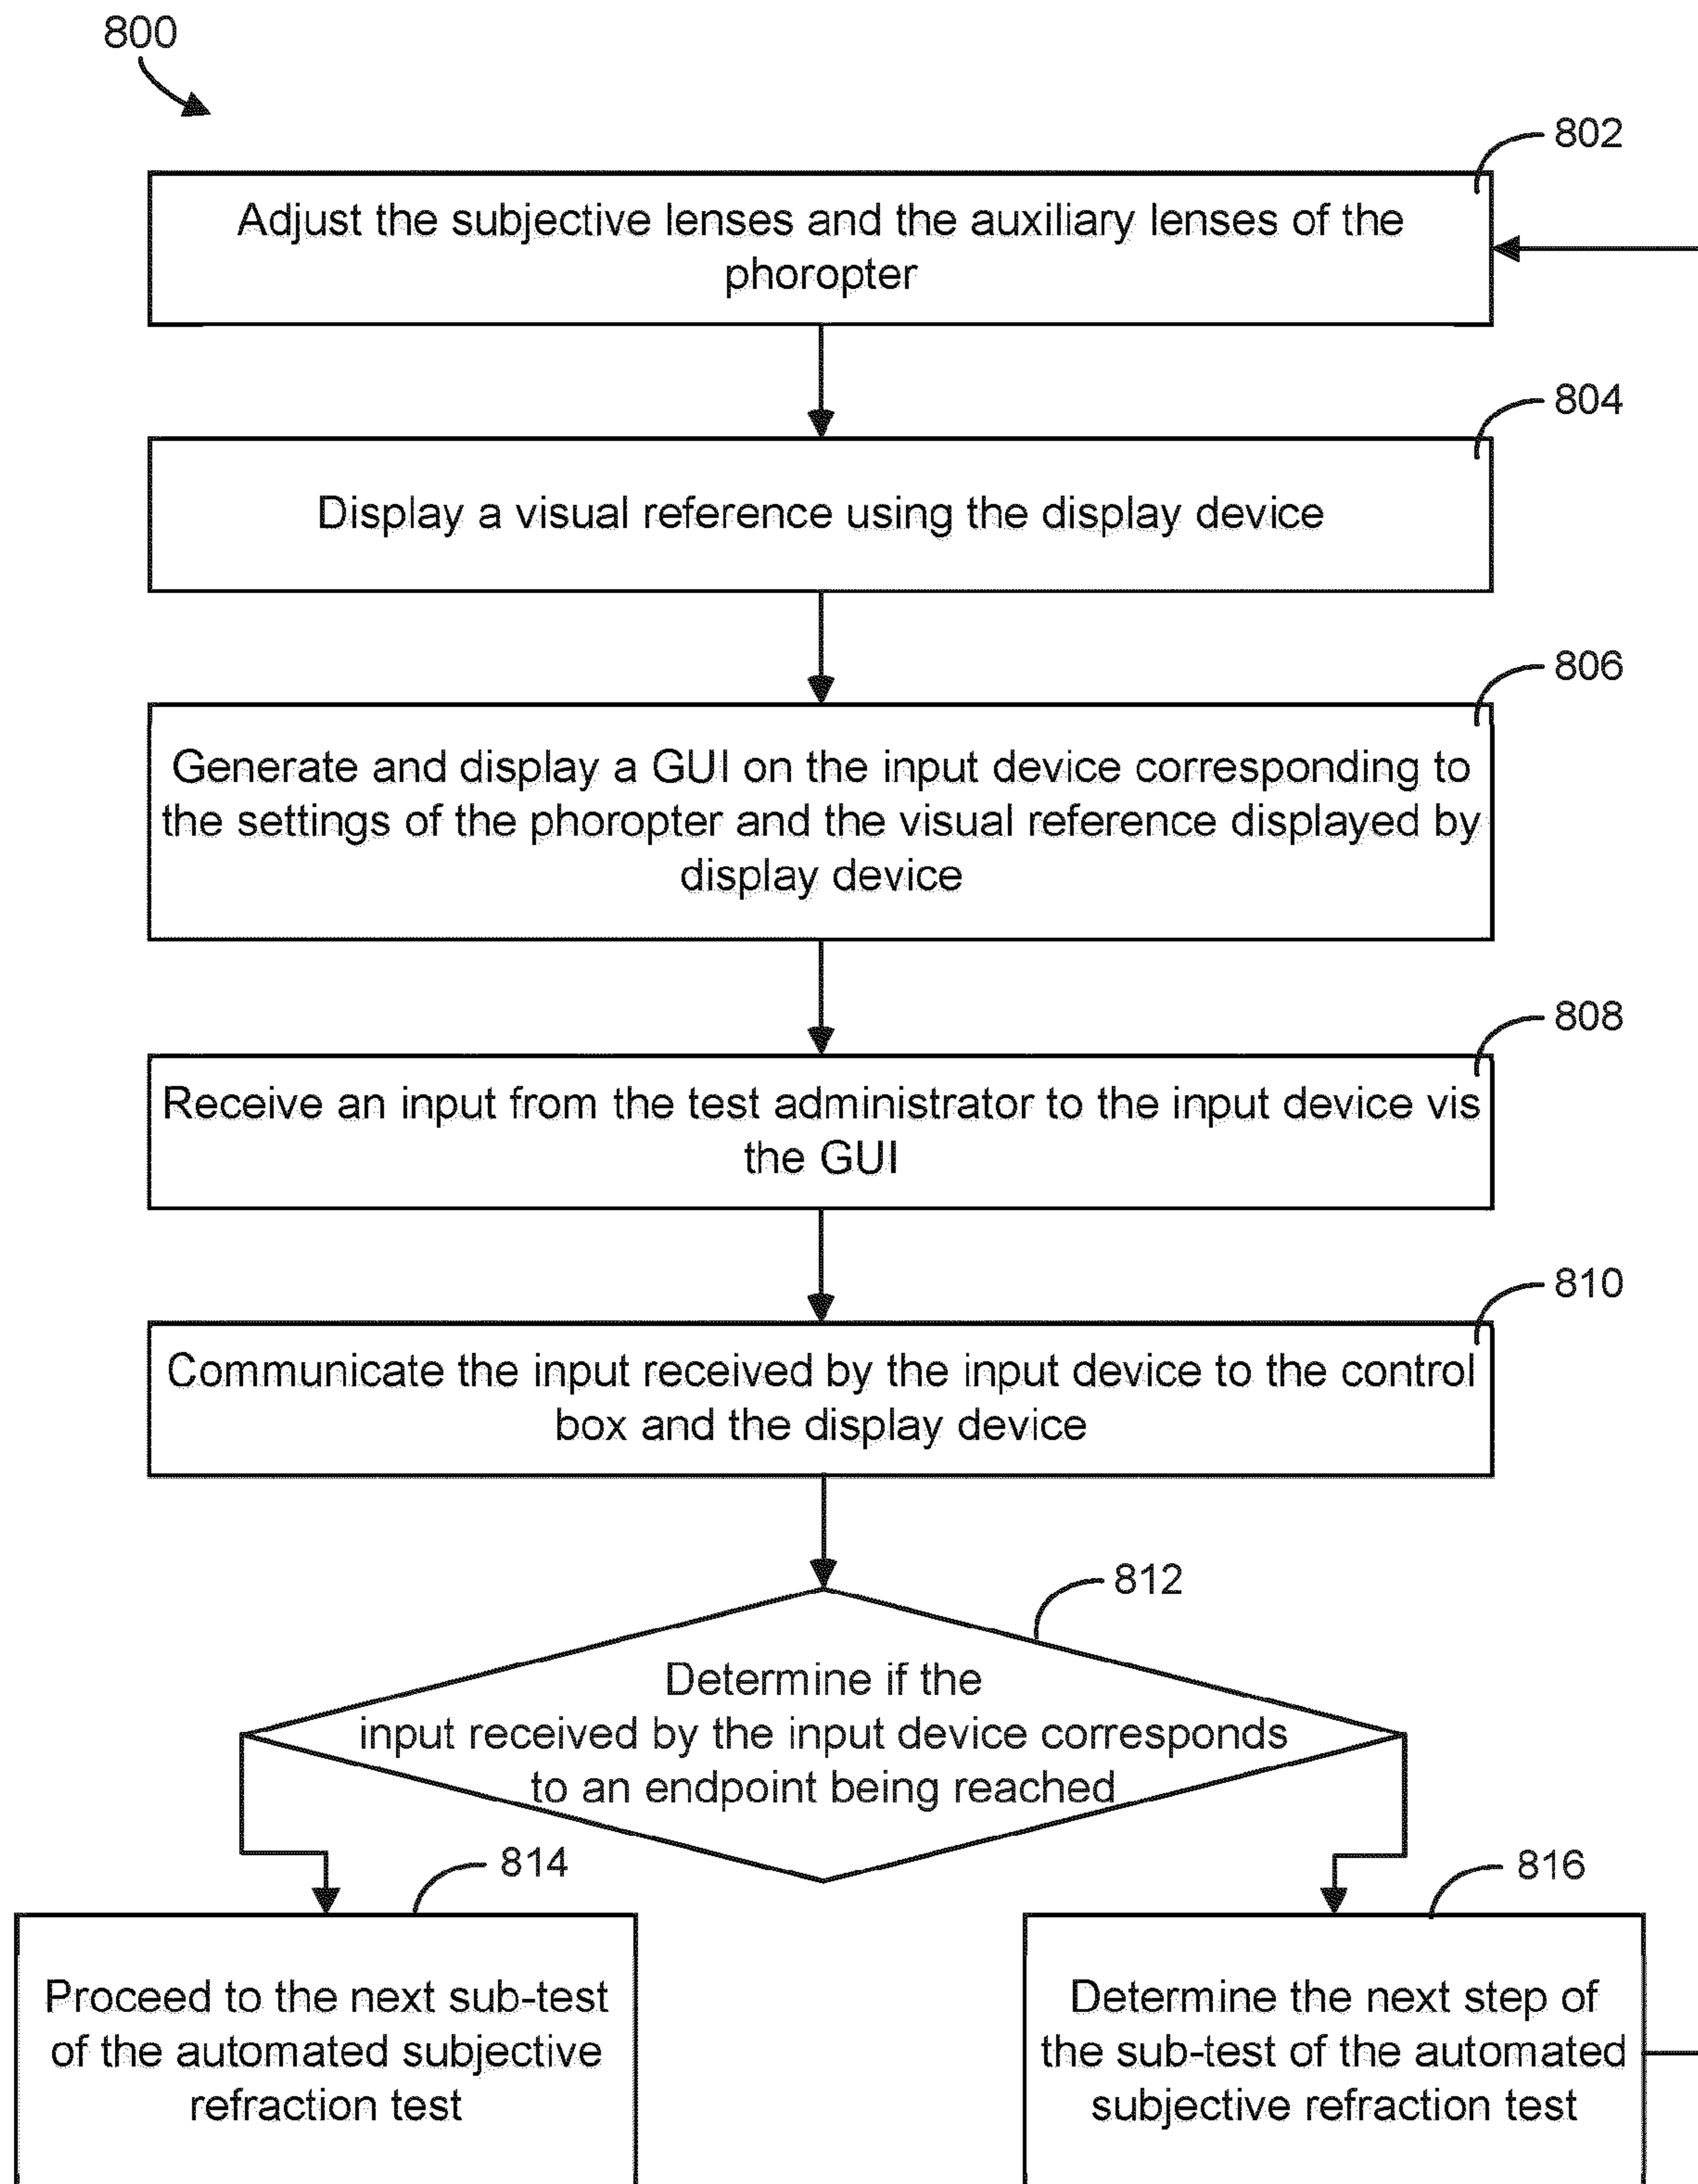 800
802
Adjust the subjective lenses and the auxiliary lenses of the
phoropter
804
Display a visual reference using the display device
806
Generate and display a GUI on the input device corresponding to
the settings of the phoropter and the visual reference displayed by
display device
808
Receive an input from the test administrator to the input device vis
the GUI
810
Communicate the input received by the input device to the control
box and the display device
812
Determine if the
input received by the input device corresponds
to an endpoint being reached
814
816
Proceed to the next sub-test
of the automated subjective
refraction test
Determine the next step of
the sub-test of the automated
subjective refraction test